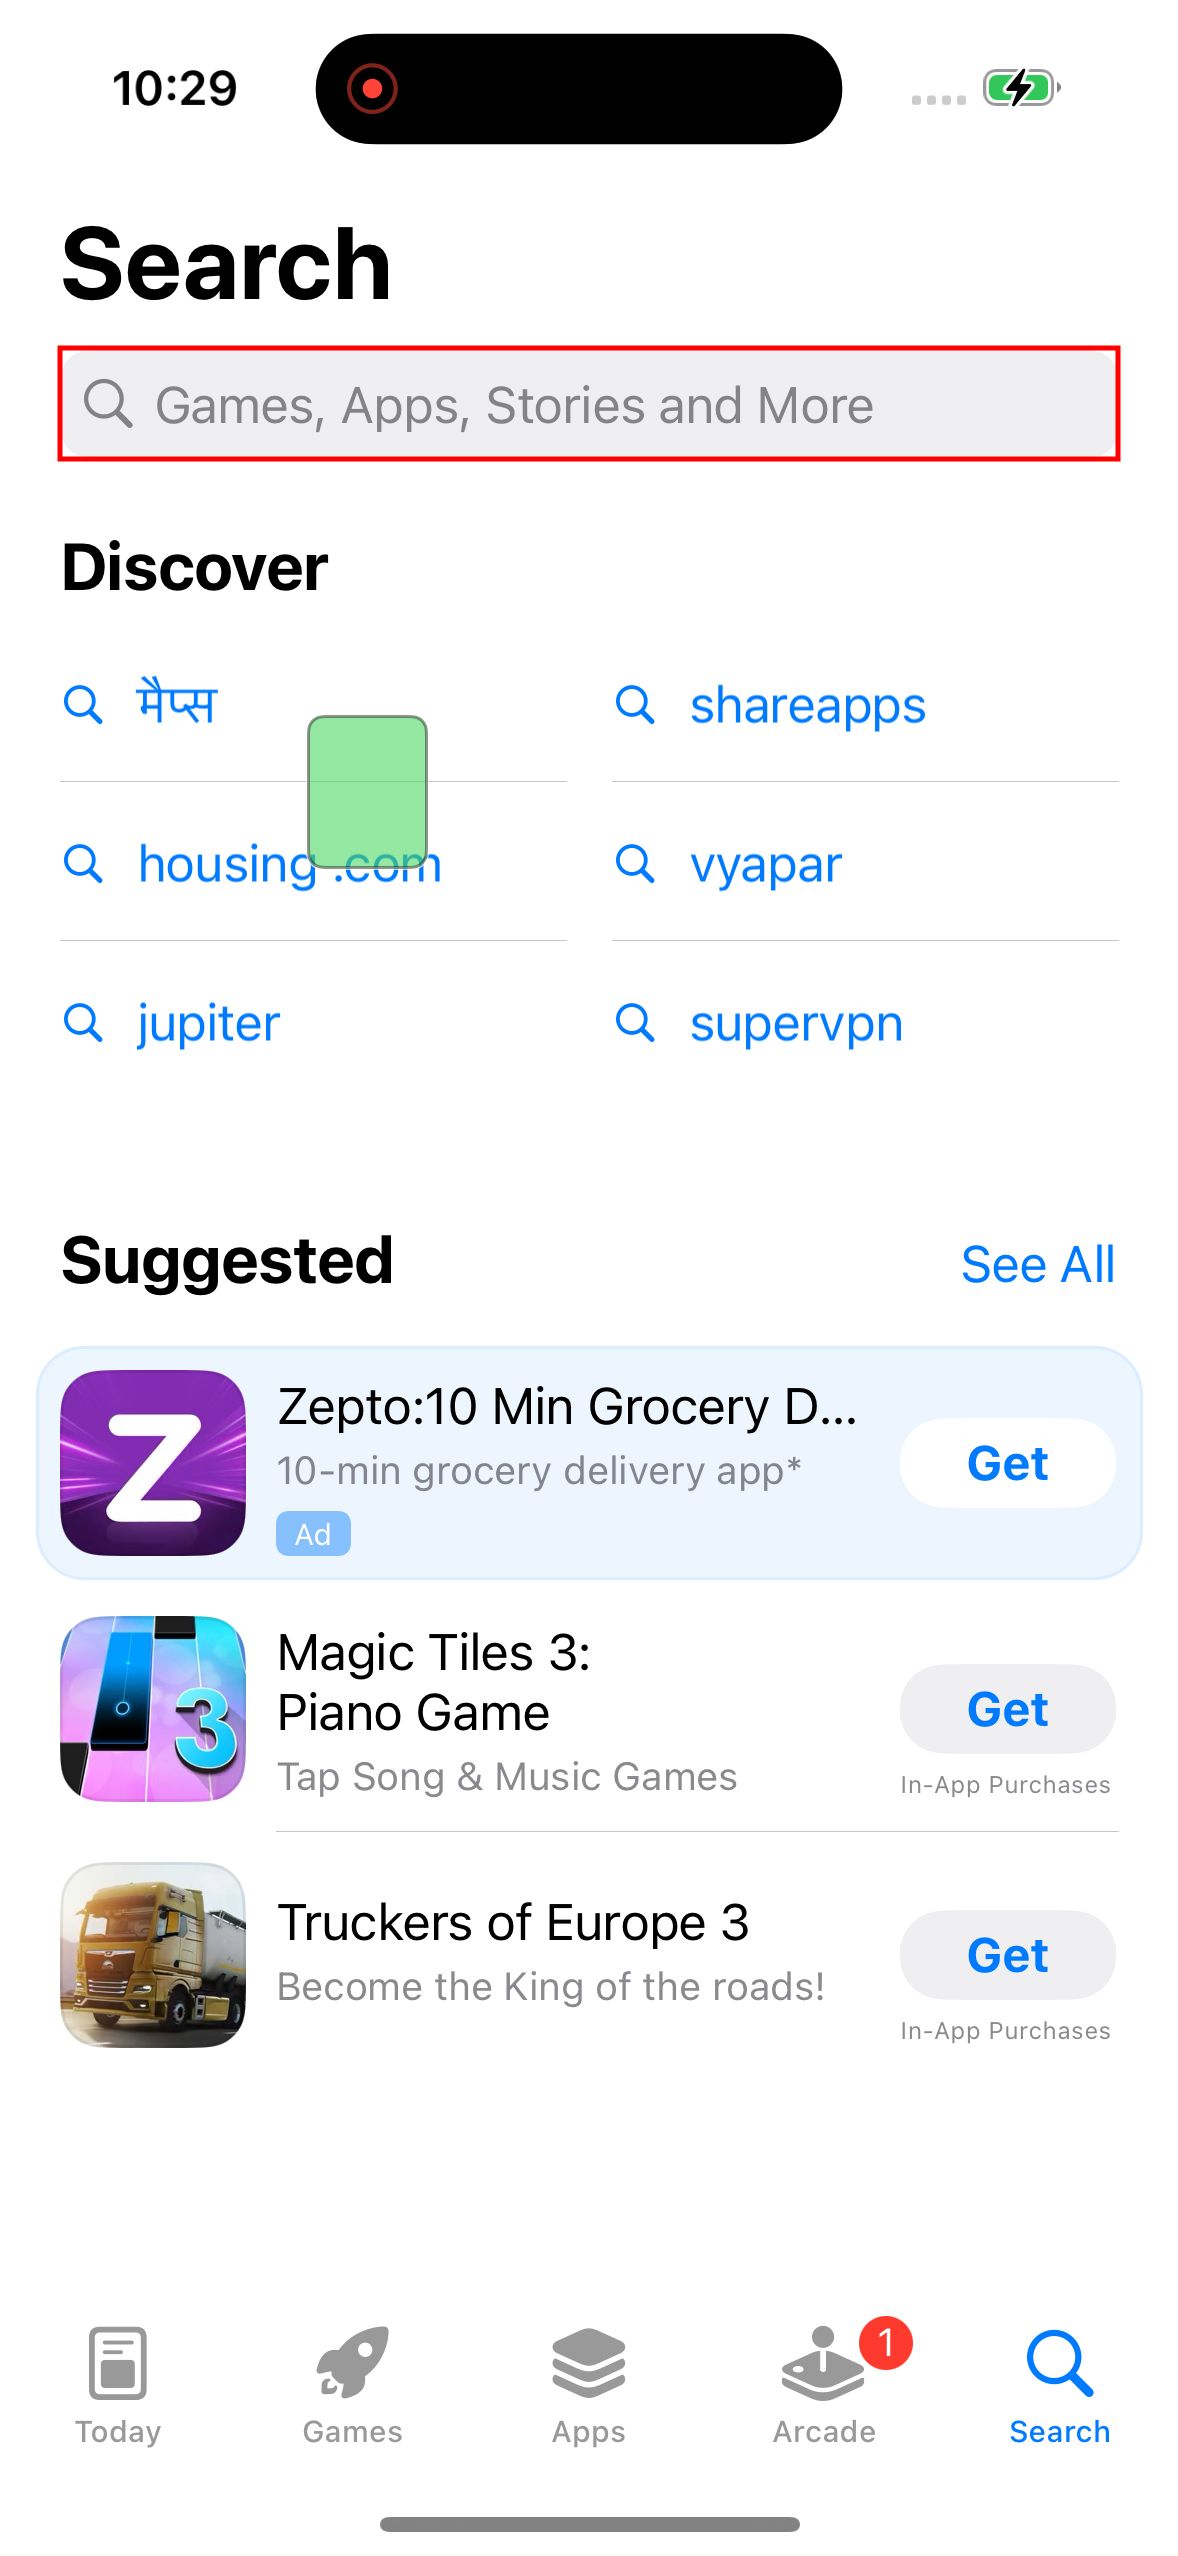 10:29
Search
Games, Apps, Stories and More
Discover
मैप्स
shareapps
housing .com
vyapar
jupiter
supervpn
Suggested
See All
Zepto:10 Min Grocery D...
10-min grocery delivery app*
Ad
Get
Magic Tiles 3:
Piano Game
Tap Song & Music Games
Get
In-App Purchases
Truckers of Europe 3
Become the King of the roads!
Get
In-App Purchases
1
Today
Games
Apps
Arcade
Search